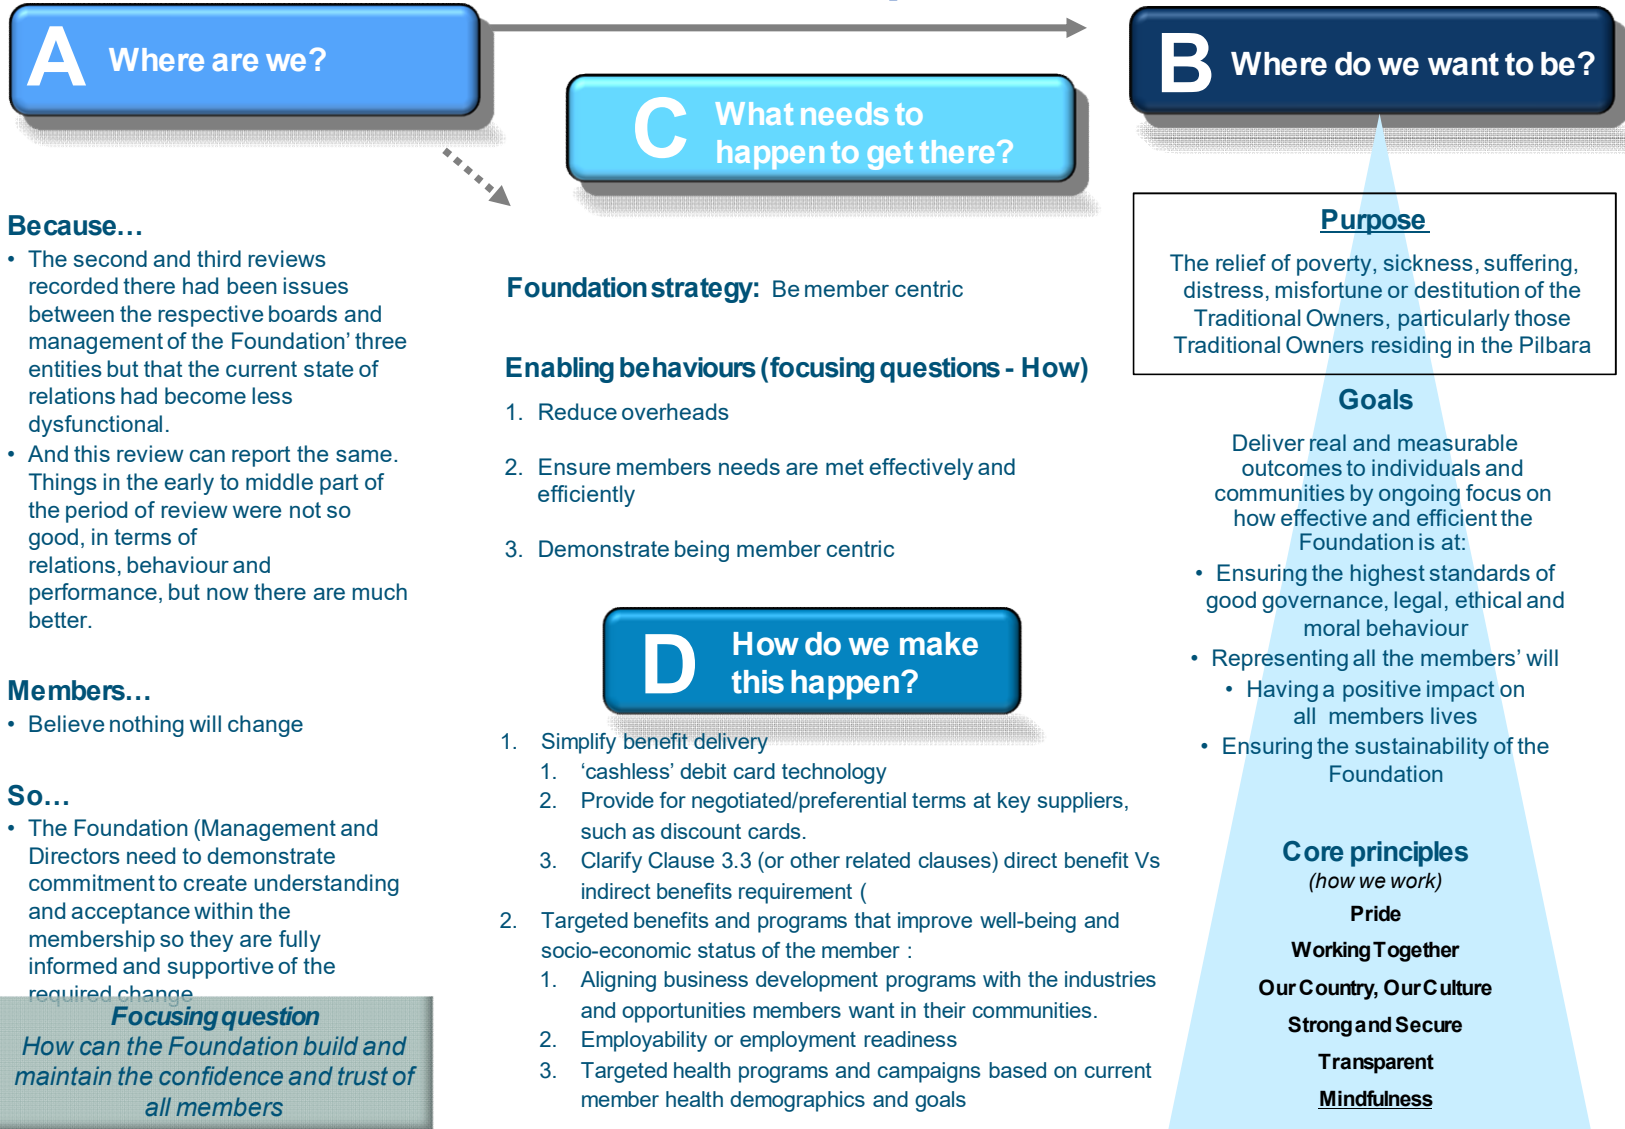 A Where are we?
Because…
• The second and third reviews
recorded there had been issues
between the respective boards and
management of the Foundation' three
entities but that the current state of
relations had become less
dysfunctional.
• And this review can report the same.
Things in the early to middle part of
the period of review were not so
good, in terms of
relations, behaviour and
performance, but now there are much
better.
Members…
• Believe nothing will change
So…
• The Foundation (Management and
Directors need to demonstrate
commitment to create understanding
and acceptance within the
membership so they are fully
informed and supportive of the
required change
Focusing question
How can the Foundation build and
maintain the confidence and trust of
all members
C What needs to
happen to get there?
Foundation strategy: Be member centric
Enabling behaviours (focusing questions - How)
1. Reduce overheads
2. Ensure members needs are met effectively and
efficiently
3. Demonstrate being member centric
D How do we make
this happen?
1. Simplify benefit delivery
1. ‘cashless’ debit card technology
2. Provide for negotiated/preferential terms at key suppliers,
such as discount cards.
3. Clarify Clause 3.3 (or other related clauses) direct benefit Vs
indirect benefits requirement (
2. Targeted benefits and programs that improve well-being and
socio-economic status of the member :
1. Aligning business development programs with the industries
and opportunities members want in their communities.
2. Employability or employment readiness
3. Targeted health programs and campaigns based on current
member health demographics and goals
B Where do we want to be?
Purpose
The relief of poverty, sickness, suffering,
distress, misfortune or destitution of the
Traditional Owners, particularly those
Traditional Owners residing in the Pilbara
Goals
Deliver real and measurable
outcomes to individuals and
communities by ongoing focus on
how effective and efficient the
Foundation is at:
• Ensuring the highest standards of
good governance, legal, ethical and
moral behaviour
• Representing all the members’ will
• Having a positive impact on
all members lives
• Ensuring the sustainability of the
Foundation
Core principles
(how we work)
Pride
Working Together
Our Country, Our Culture
Strong and Secure
Transparent
Mindfulness